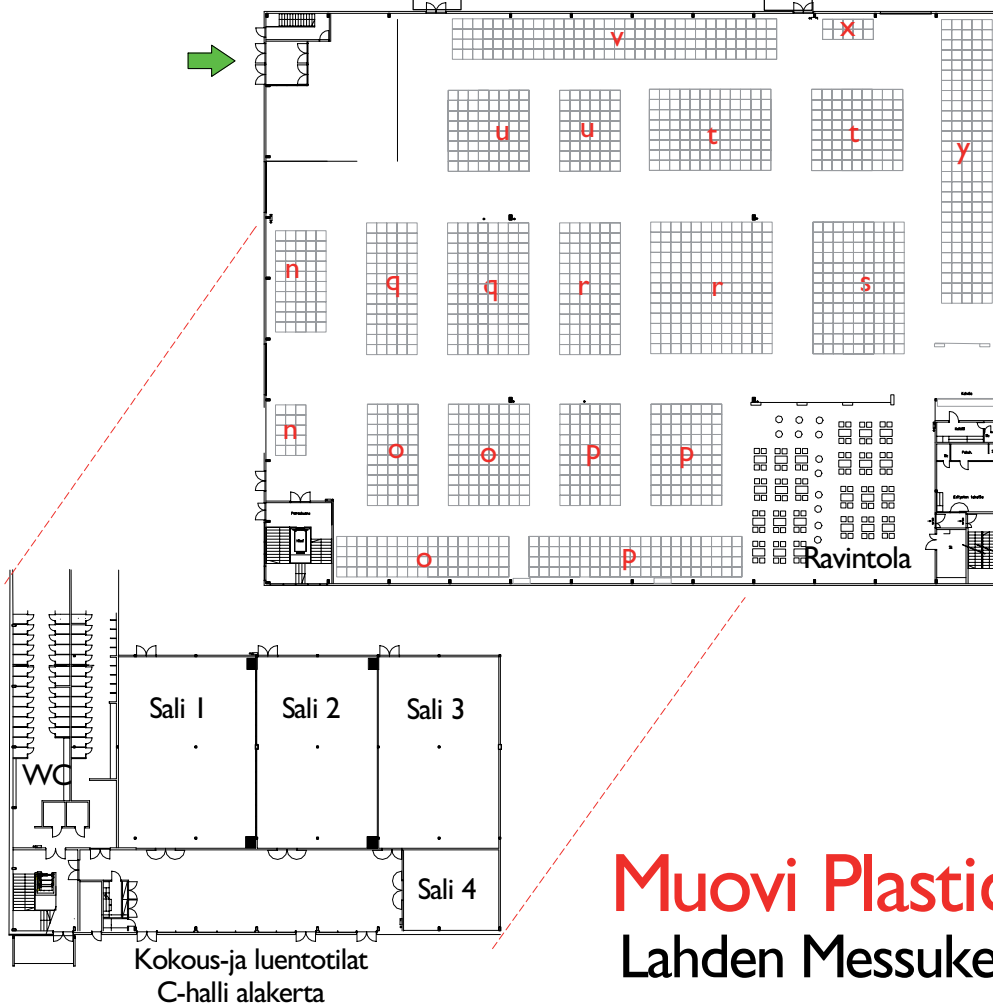 v
x
u
u
t
t
y
n
q
q
r
r
s
n
o
o
p
p
o
p
Ravintola
Sali 1
Sali 2
Sali 3
WC
Sali 4
Muovi Plastic
Lahden Messuke
Kokous-ja luentotilat
C-halli alakerta